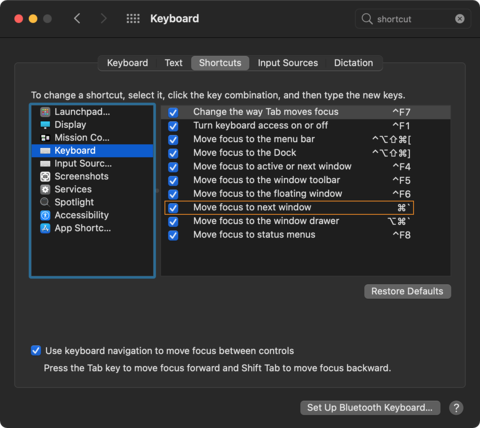 Keyboard
shortcut
Keyboard Text Shortcuts Input Sources Dictation
To change a shortcut, select it, click the key combination, and then type the new keys.
Launchpad...
Display
Mission Co...
Keyboard
Input Sourc...
Screenshots
Services
Spotlight
Accessibility
App Shortc...
Change the way Tab moves focus ^F7
Turn keyboard access on or off ^F1
Move focus to the menu bar ^⌥⇧⌘[
Move focus to the Dock ^⌥⇧⌘[
Move focus to active or next window ^F4
Move focus to the window toolbar ^F5
Move focus to the floating window ^F6
Move focus to next window ⌘`
Move focus to the window drawer ⌥⌘`
Move focus to status menus ^F8
Restore Defaults
Use keyboard navigation to move focus between controls
Press the Tab key to move focus forward and Shift Tab to move focus backward.
Set Up Bluetooth Keyboard... ?